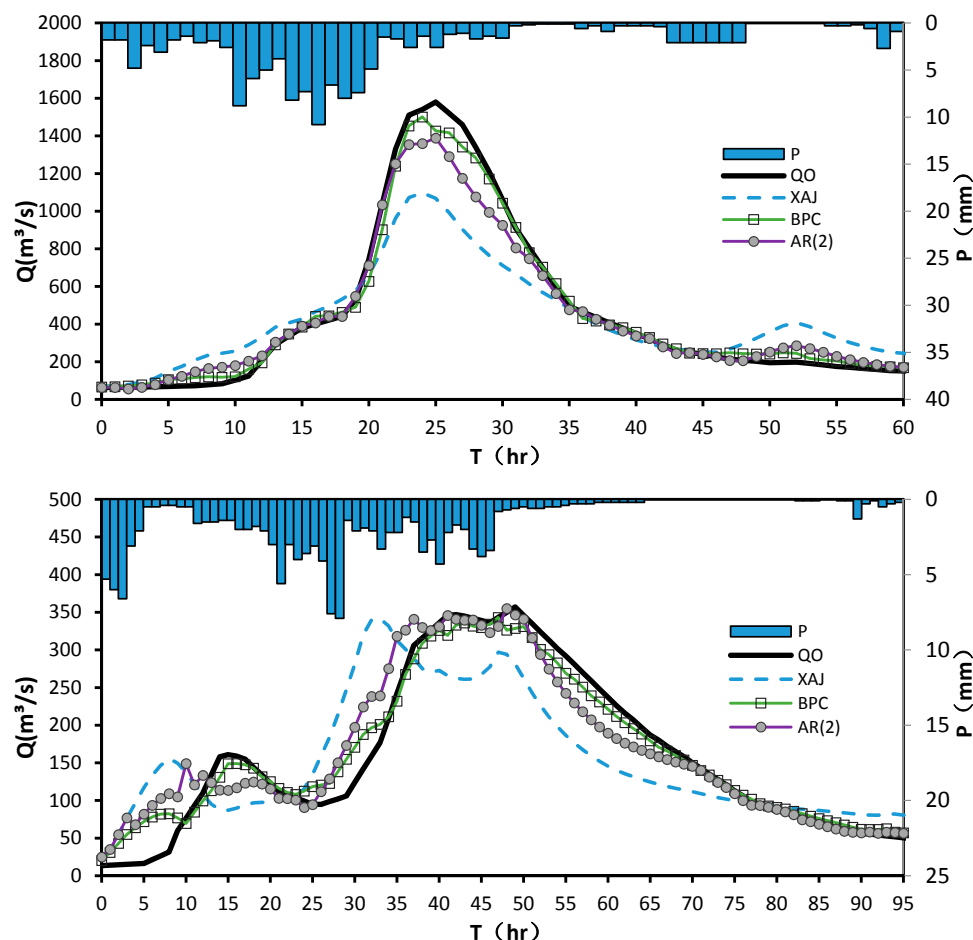 2000 1800 1600 1400 1200 1000 800 600 400 200 0
Q(m³/s)
0 5 10 15 20 25 30 35 40
P (mm)
P
QO
XAJ
BPC
AR(2)
0 5 10 15 20 25 30 35 40 45 50 55 60
T（hr）
500 450 400 350 300 250 200 150 100 50 0
Q(m³/s)
0 5 10 15 20 25
P (mm)
P
QO
XAJ
BPC
AR(2)
0 5 10 15 20 25 30 35 40 45 50 55 60 65 70 75 80 85 90 95
T（hr）